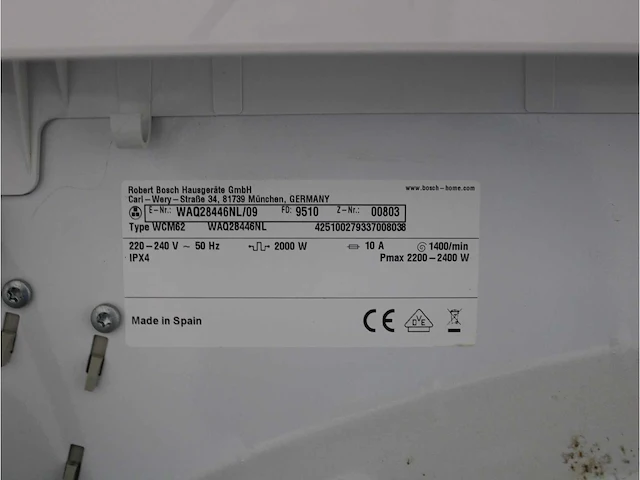 Robert Bosch Hausgeräte GmbH
Carl-Wery-Straße 34, 81739 München, GERMANY
www.bosch-home.com
E-Nr.: WAQ28446NL/09 FD: 9510 Z-Nr.: 00803
Type WCM62 WAQ28446NL 425100279337008038
220-240 V ~ 50 Hz 2000 W 10 A 1400/min
IPX4 Pmax 2200-2400 W
Made in Spain CE DVE